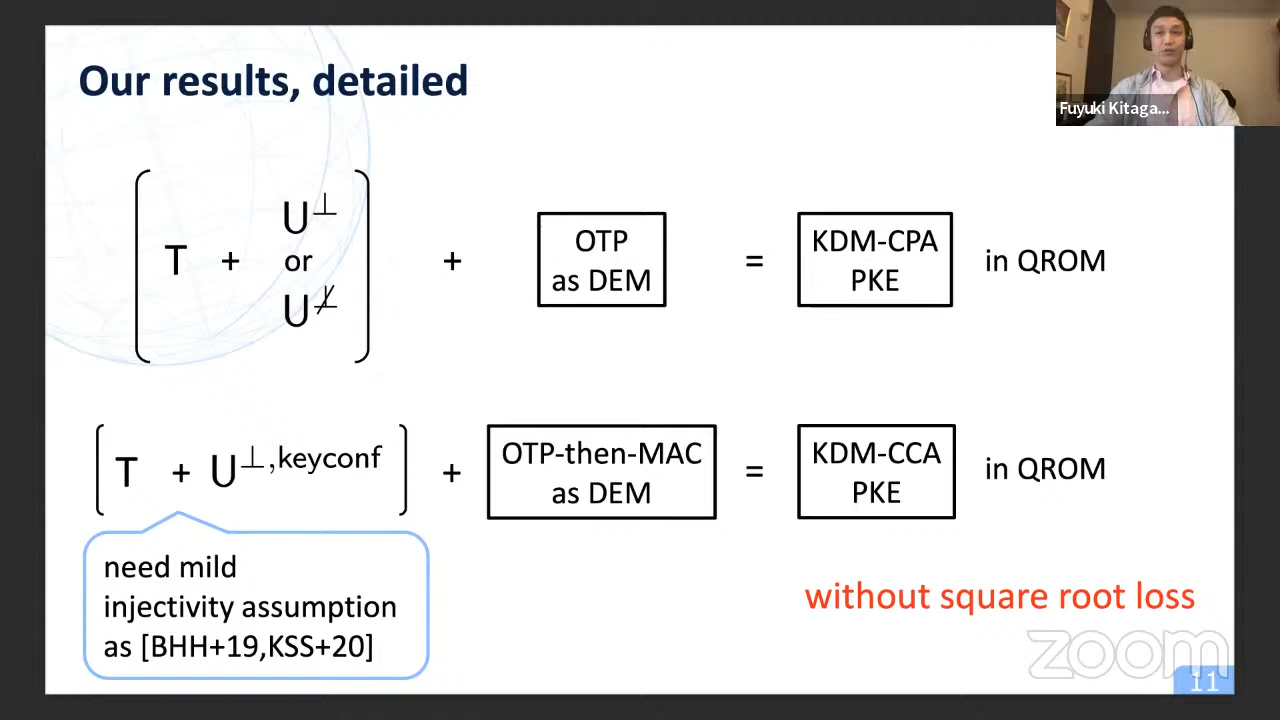 Our results, detailed
Fuyuki Kitaga...
T + U⊥ or U⊥̸ + OTP as DEM = KDM-CPA PKE in QROM
T + U⊥,keyconf + OTP-then-MAC as DEM = KDM-CCA PKE in QROM
need mild
injectivity assumption
as [BHH+19,KSS+20]
without square root loss
zoom
11